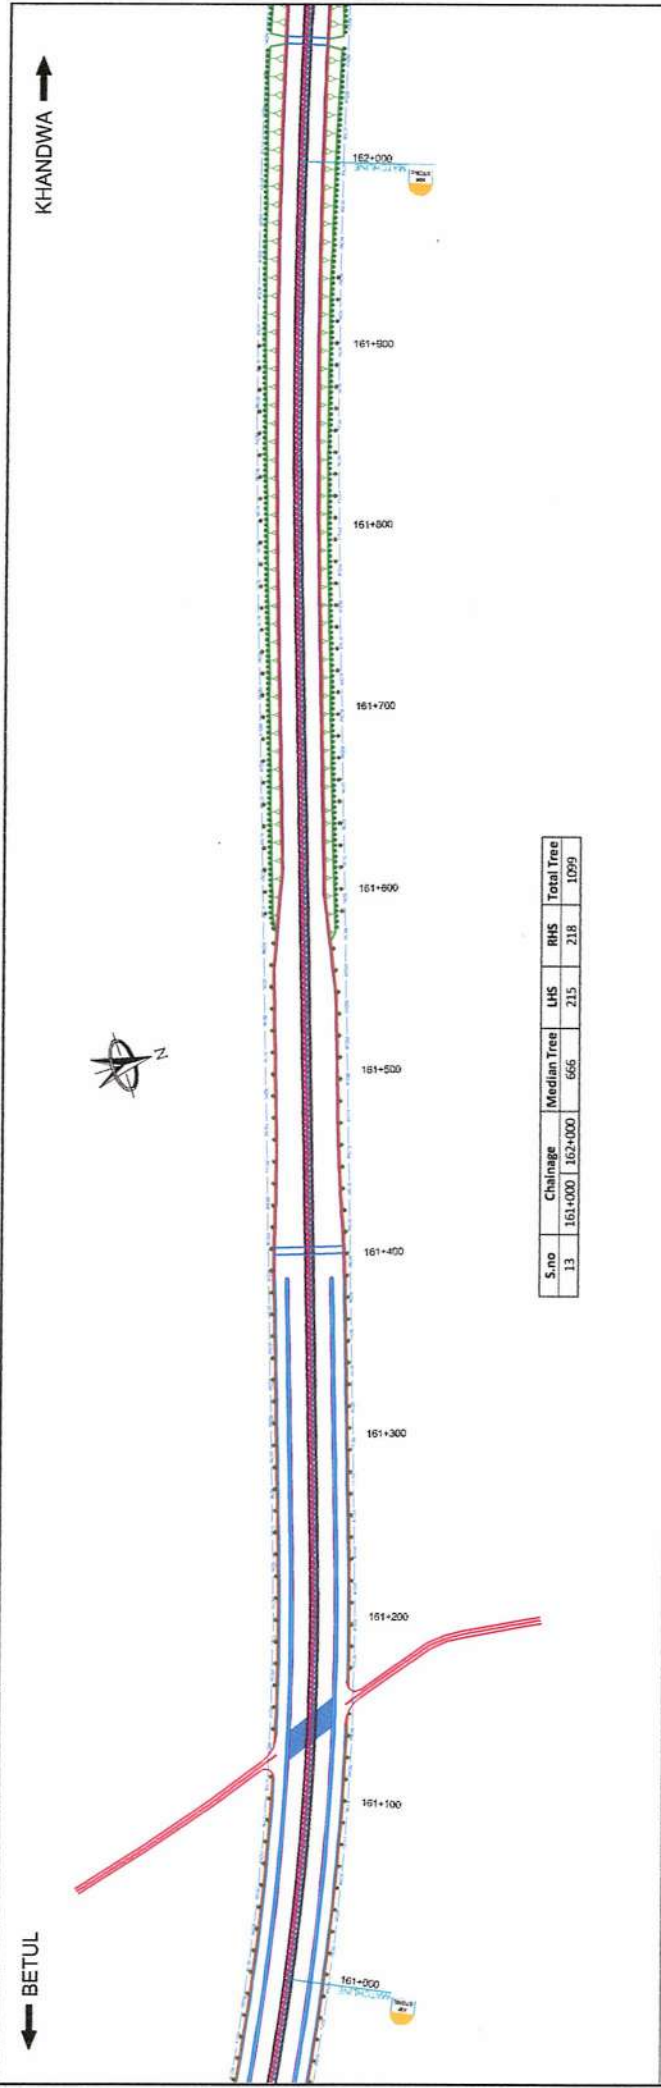 ← BETUL
KHANDWA →
N
161+000
MATCHLINE
161+100
161+200
161+300
161+400
161+500
161+600
161+700
161+800
161+900
162+000
MATCHLINE
S.no Chainage Median Tree LHS RHS Total Tree
13 161+000 162+000 666 215 218 1099